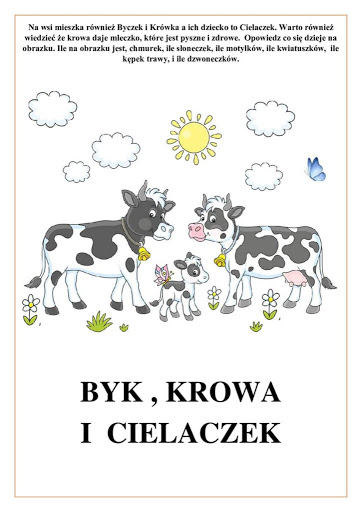 Na wsi mieszka również Byczek i Krówka a ich dziecko to Cielaczek. Warto również
wiedzieć że krowa daje mleczko, które jest pyszne i zdrowe.  Opowiedz co się dzieje na
obrazku. Ile na obrazku jest, chmurek, ile słoneczek, ile motylków, ile kwiatuszków,  ile
kępek trawy, i ile dzwoneczków.
BYK , KROWA
I  CIELACZEK